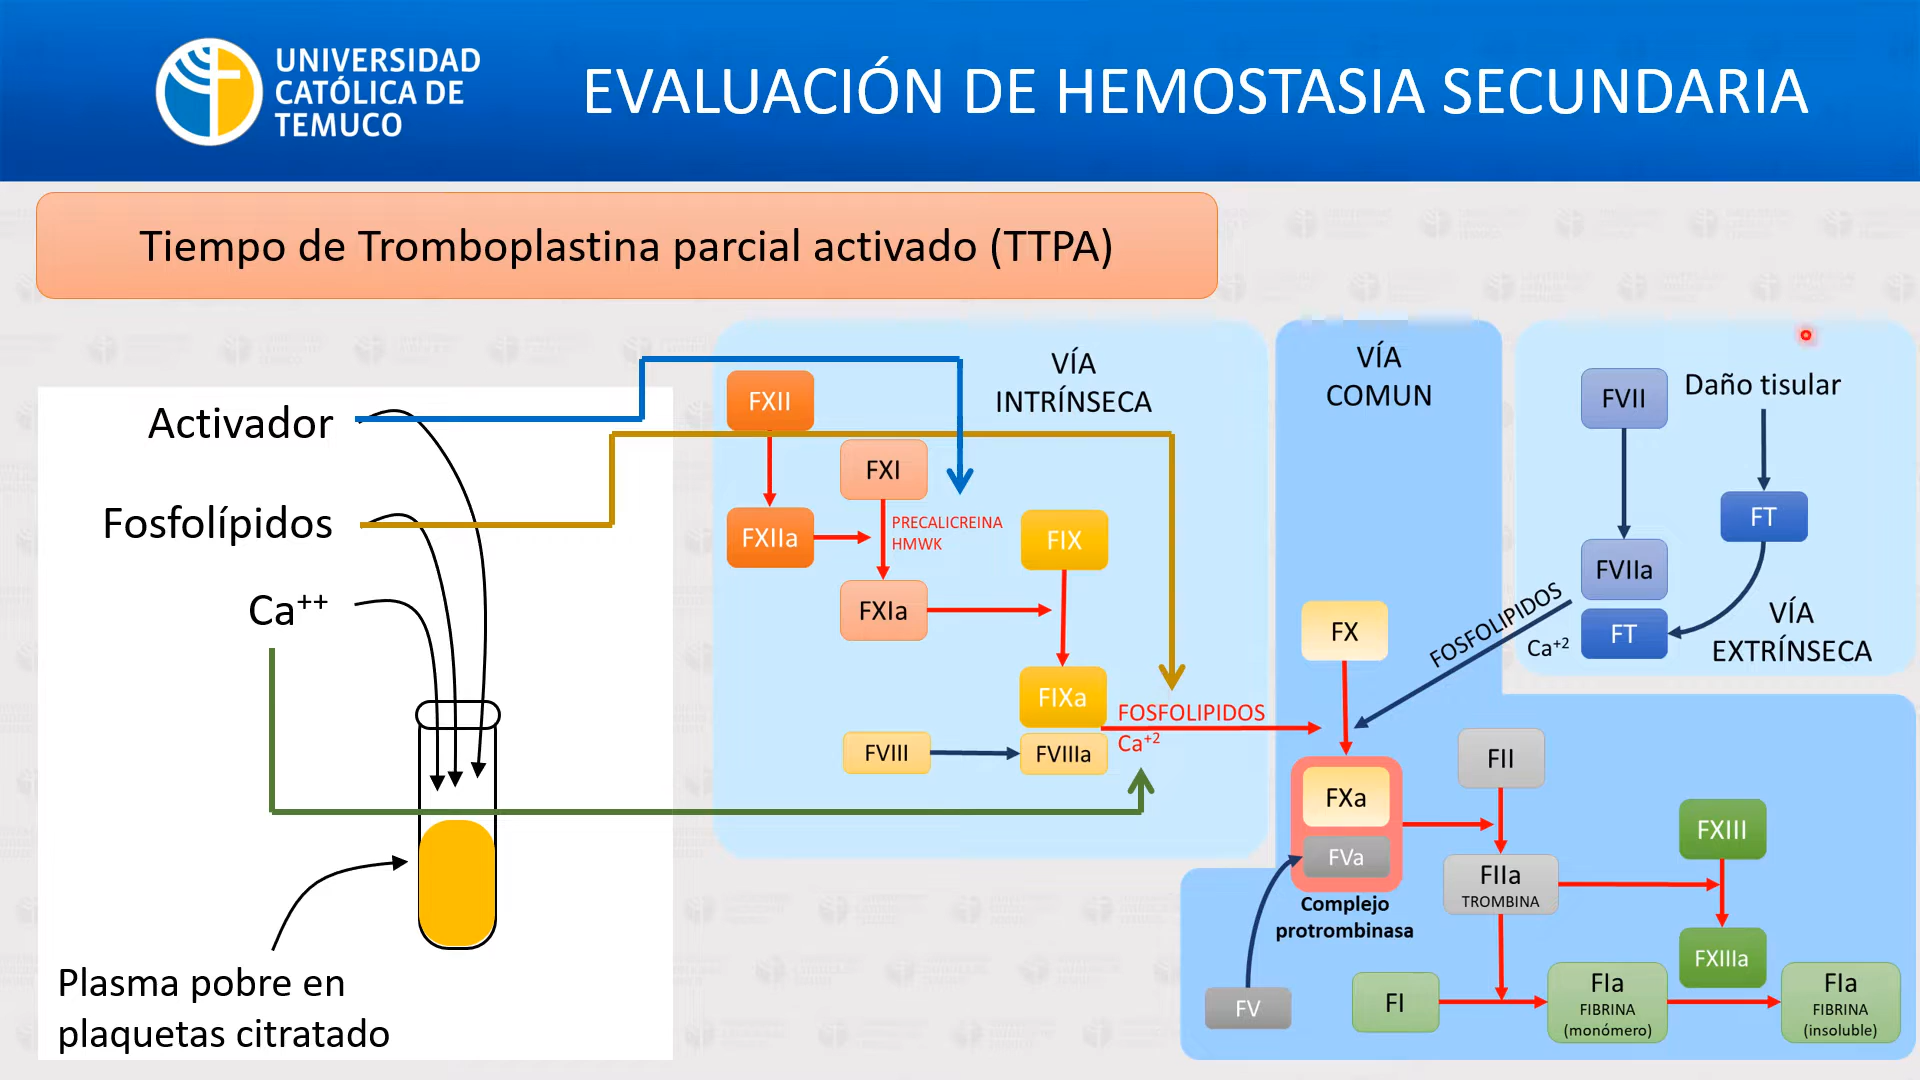 UNIVERSIDAD
CATÓLICA DE
TEMUCO
EVALUACIÓN DE HEMOSTASIA SECUNDARIA
Tiempo de Tromboplastina parcial activado (TTPA)
Activador
Fosfolípidos
Ca++
Plasma pobre en
plaquetas citratado
VÍA
INTRÍNSECA
FXII
FXI
FXIIa
PRECALICREINA
HMWK
FIX
FXIa
FIXa
FOSFOLIPIDOS
Ca+2
FVIII
FVIIIa
VÍA
COMUN
FX
FXa
FVa
Complejo
protrombinasa
FV
FII
FIIa
TROMBINA
FXIII
FXIIIa
FI
FIa
FIBRINA
(monómero)
FIa
FIBRINA
(insoluble)
FVII
Daño tisular
FT
FVIIa
FT
FOSFOLIPIDOS
Ca+2
VÍA
EXTRÍNSECA